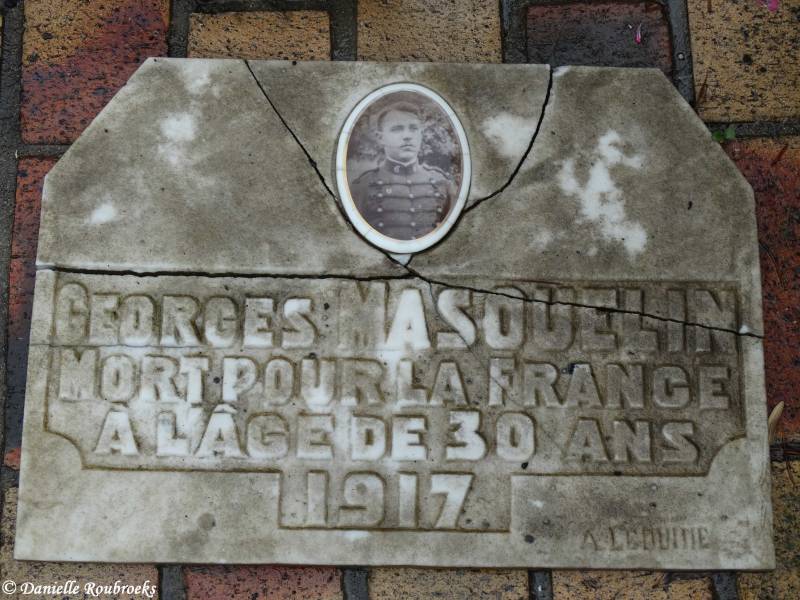 GEORGES MASQUELIN
MORT POUR LA FRANCE
À L'ÂGE DE 30 ANS
1917
© Danielle Roubroeks